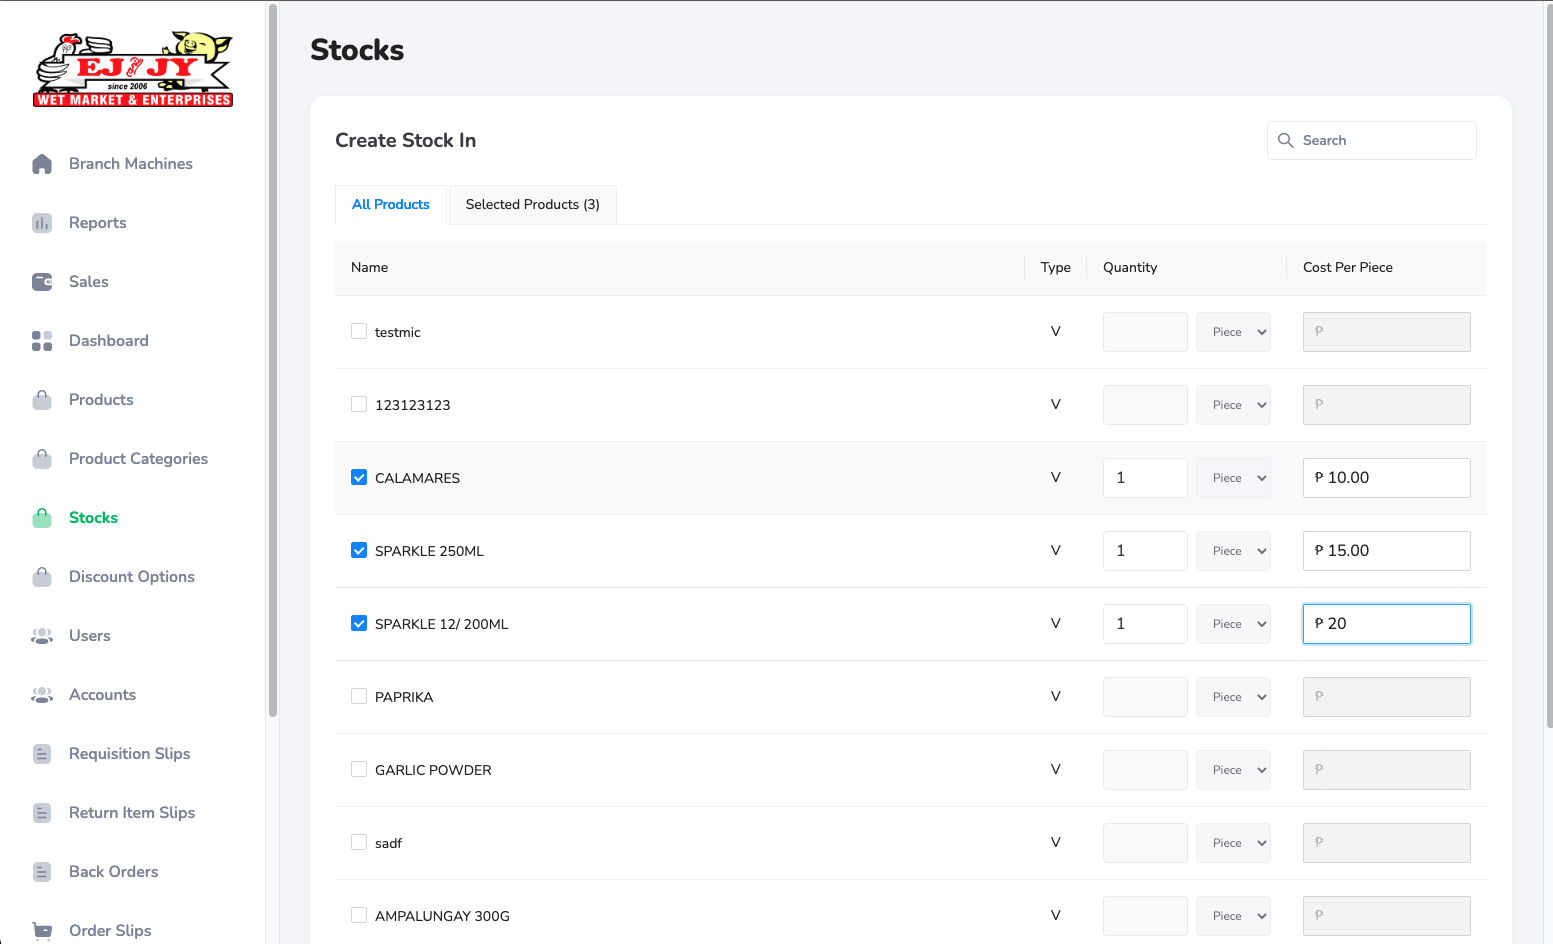 EJ and JY
since 2006
WET MARKET & ENTERPRISES
Branch Machines
Reports
Sales
Dashboard
Products
Product Categories
Stocks
Discount Options
Users
Accounts
Requisition Slips
Return Item Slips
Back Orders
Order Slips
Stocks
Create Stock In
Search
All Products
Selected Products (3)
Name Type Quantity Cost Per Piece
testmic V Piece ₱
123123123 V Piece ₱
CALAMARES V 1 Piece ₱ 10.00
SPARKLE 250ML V 1 Piece ₱ 15.00
SPARKLE 12/ 200ML V 1 Piece ₱ 20
PAPRIKA V Piece ₱
GARLIC POWDER V Piece ₱
sadf V Piece ₱
AMPALUNGAY 300G V Piece ₱